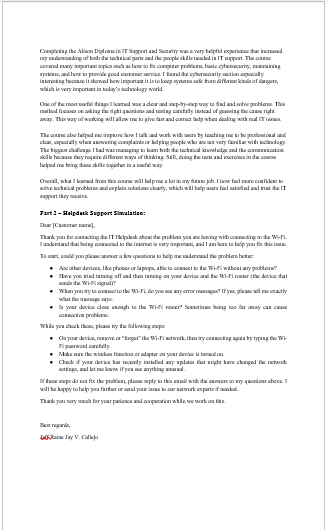 Completing the Alison Diploma in IT Support and Security was a very helpful experience that increased
my understanding of both the technical parts and the people skills needed in IT support. The course
covered many important topics such as how to fix computer problems, basic cybersecurity, maintaining
systems, and how to provide good customer service. I found the cybersecurity section especially
interesting because it showed how important it is to keep systems safe from different kinds of dangers,
which is very important in today's technology world.
One of the most useful things I learned was a clear and step-by-step way to find and solve problems. This
method focuses on asking the right questions and testing carefully instead of guessing the cause right
away. This way of working will allow me to give fast and correct help when dealing with real IT issues.
The course also helped me improve how I talk and work with users by teaching me to be professional and
clear, especially when answering complaints or helping people who are not very familiar with technology.
The biggest challenge I had was managing to learn both the technical knowledge and the communication
skills because they require different ways of thinking. Still, doing the tests and exercises in the course
helped me bring these together in a useful way.
Overall, what I learned from this course will help me a lot in my future job. I now feel more confident to
solve technical problems and explain solutions clearly, which will help users feel satisfied and trust the IT
support they receive.
Part 2 – Helpdesk Support Simulation:
Dear [Customer name],
Thank you for contacting the IT Helpdesk about the problem you are having with connecting to the Wi-Fi.
I understand that being connected to the internet is very important, and I am here to help you fix this issue.
To start, could you please answer a few questions to help me understand the problem better:
• Are other devices, like phones or laptops, able to connect to the Wi-Fi without any problems?
• Have you tried turning off and then turning on your device and the Wi-Fi router (the device that
sends the Wi-Fi signal)?
• When you try to connect to the Wi-Fi, do you see any error messages? If yes, please tell me exactly
what the message says.
• Is your device close enough to the Wi-Fi router? Sometimes being too far away can cause
connection problems.
While you check these, please try the following steps:
• On your device, remove or "forget" the Wi-Fi network, then try connecting again by typing the Wi-
Fi password carefully.
• Make sure the wireless function or adapter on your device is turned on.
• Check if your device has recently installed any updates that might have changed the network
settings, and let me know if you see anything unusual.
If these steps do not fix the problem, please reply to this email with the answers to my questions above. I
will be happy to help you further or send your issue to our network experts if needed.
Thank you very much for your patience and cooperation while we work on this.
Best regards,
Raine Jay V. Callejo